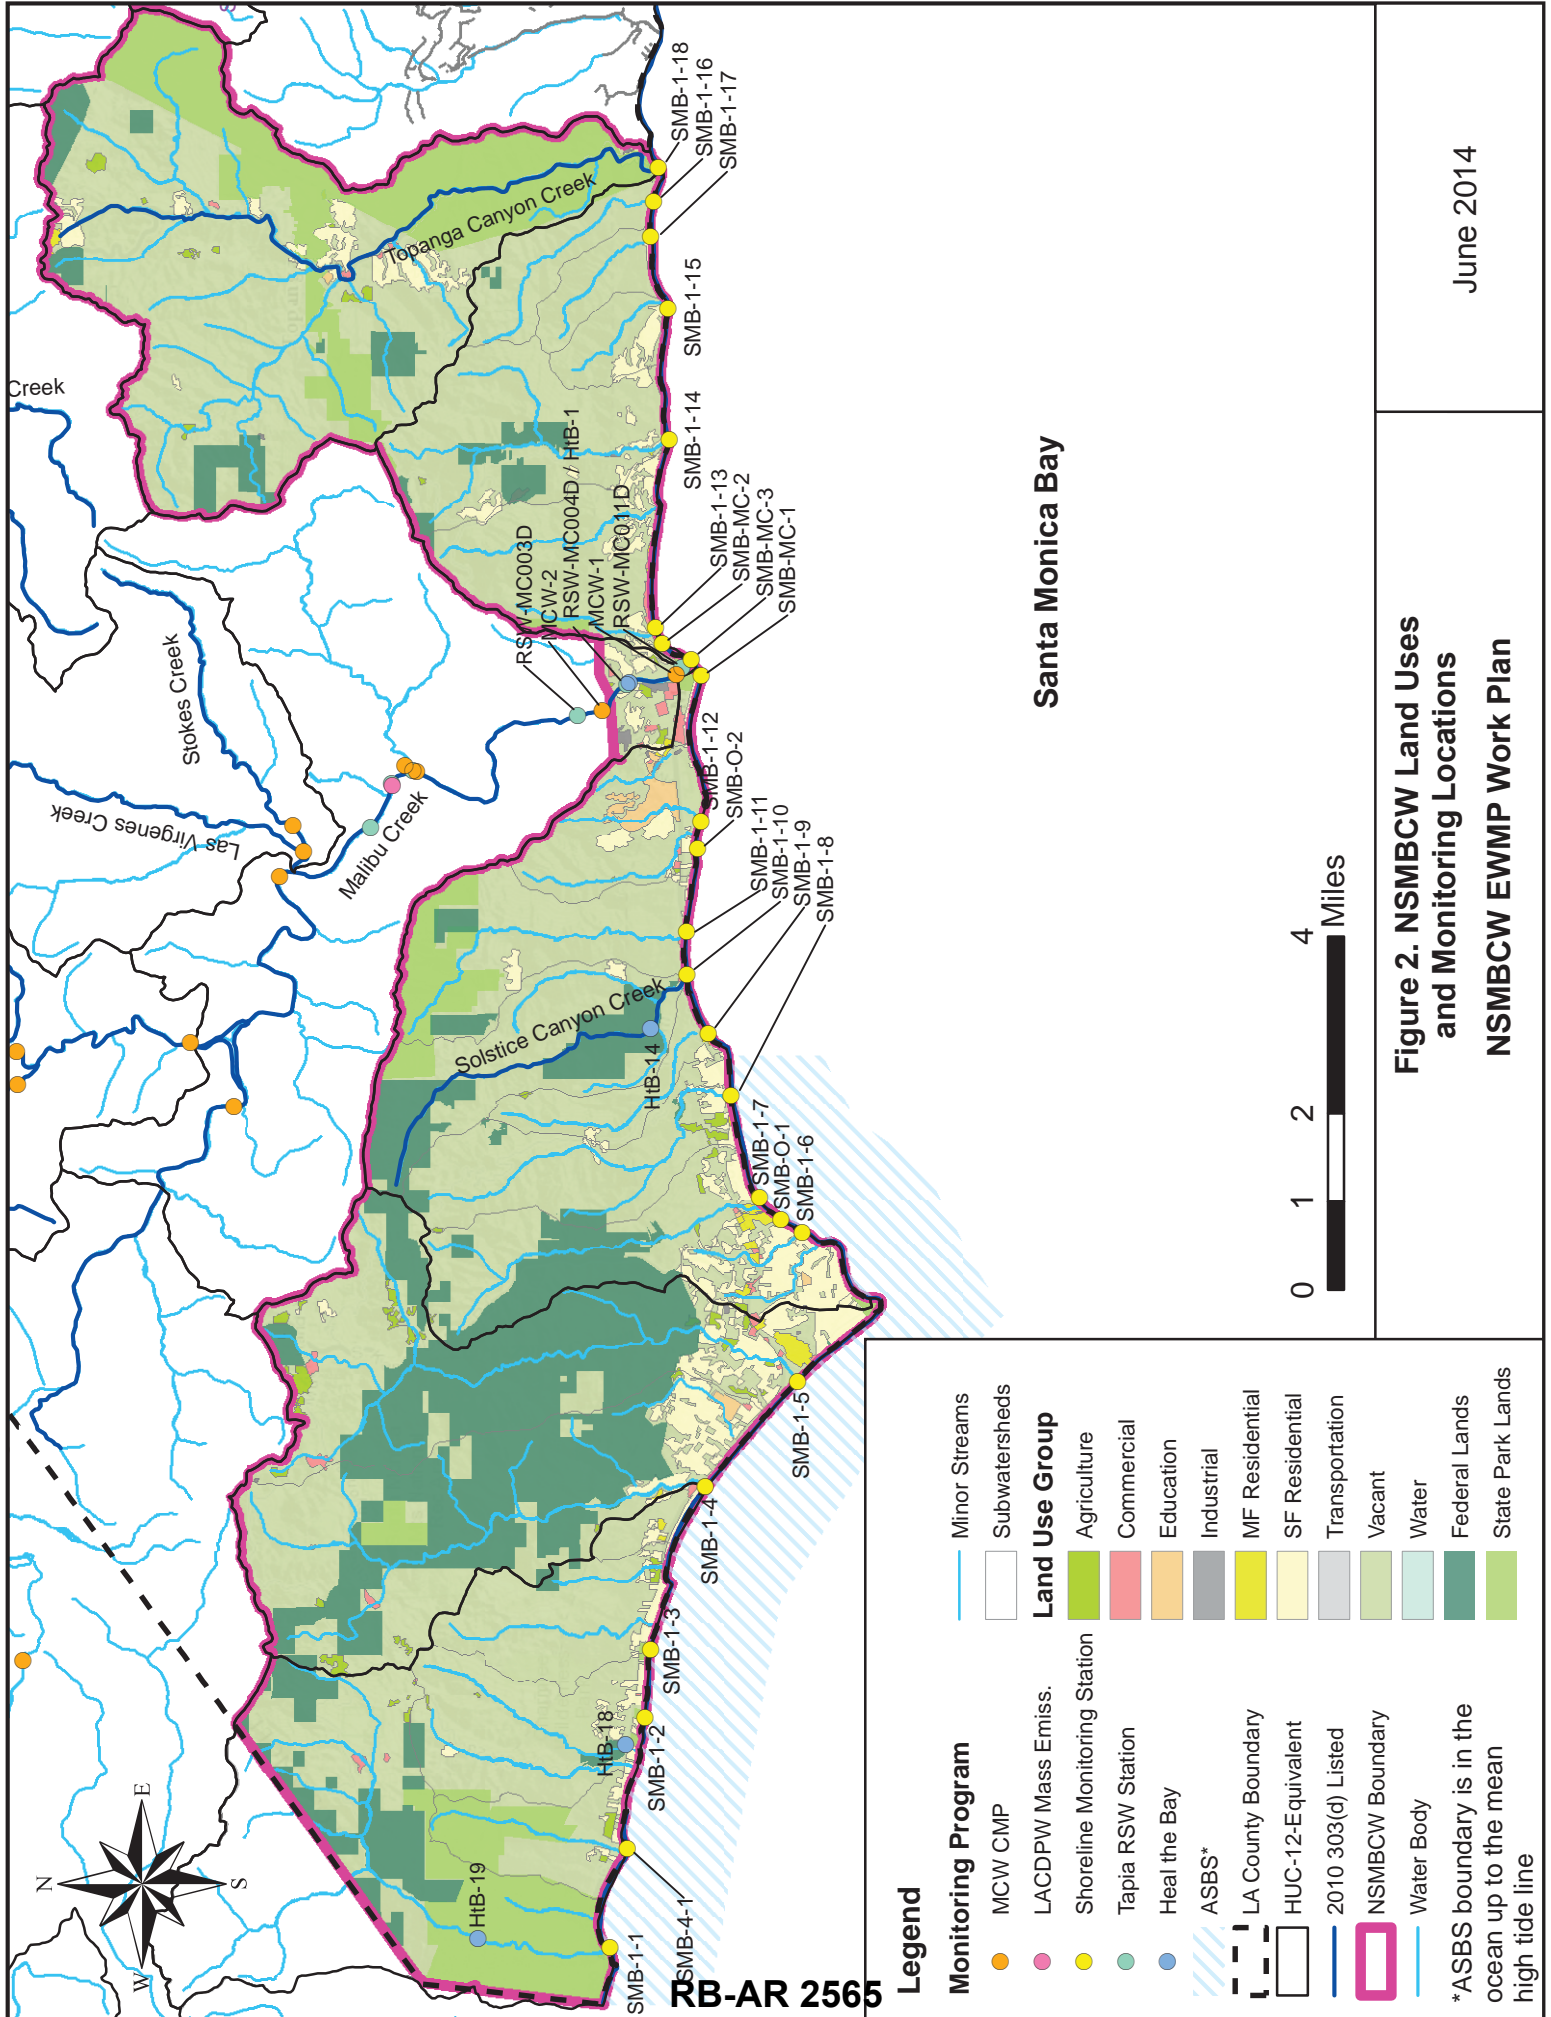 Creek
Stokes Creek
Las Virgenes Creek
Malibu Creek
Topanga Canyon Creek
Solstice Canyon Creek
SMB-1-18
SMB-1-16
SMB-1-17
SMB-1-15
SMB-1-14
SMB-1-13
SMB-MC-2
SMB-MC-3
SMB-MC-1
RSW-MC003D
MCW-2
RSW-MC004D / HtB-1
MCW-1
RSW-MC011D
SMB-1-12
SMB-O-2
SMB-1-11
SMB-1-10
SMB-1-9
SMB-1-8
HtB-14
SMB-1-7
SMB-O-1
SMB-1-6
SMB-1-5
SMB-1-4
SMB-1-3
SMB-1-2
HtB-18
SMB-4-1
HtB-19
SMB-1-1
N
E
S
W
Santa Monica Bay
0 1 2 4
Miles
Legend
Monitoring Program
MCW CMP
LACDPW Mass Emiss.
Shoreline Monitoring Station
Tapia RSW Station
Heal the Bay
ASBS*
LA County Boundary
HUC-12-Equivalent
2010 303(d) Listed
NSMBCW Boundary
Water Body
*ASBS boundary is in the
ocean up to the mean
high tide line
Minor Streams
Subwatersheds
Land Use Group
Agriculture
Commercial
Education
Industrial
MF Residential
SF Residential
Transportation
Vacant
Water
Federal Lands
State Park Lands
Figure 2. NSMBCW Land Uses
and Monitoring Locations
NSMBCW EWMP Work Plan
June 2014
RB-AR 2565